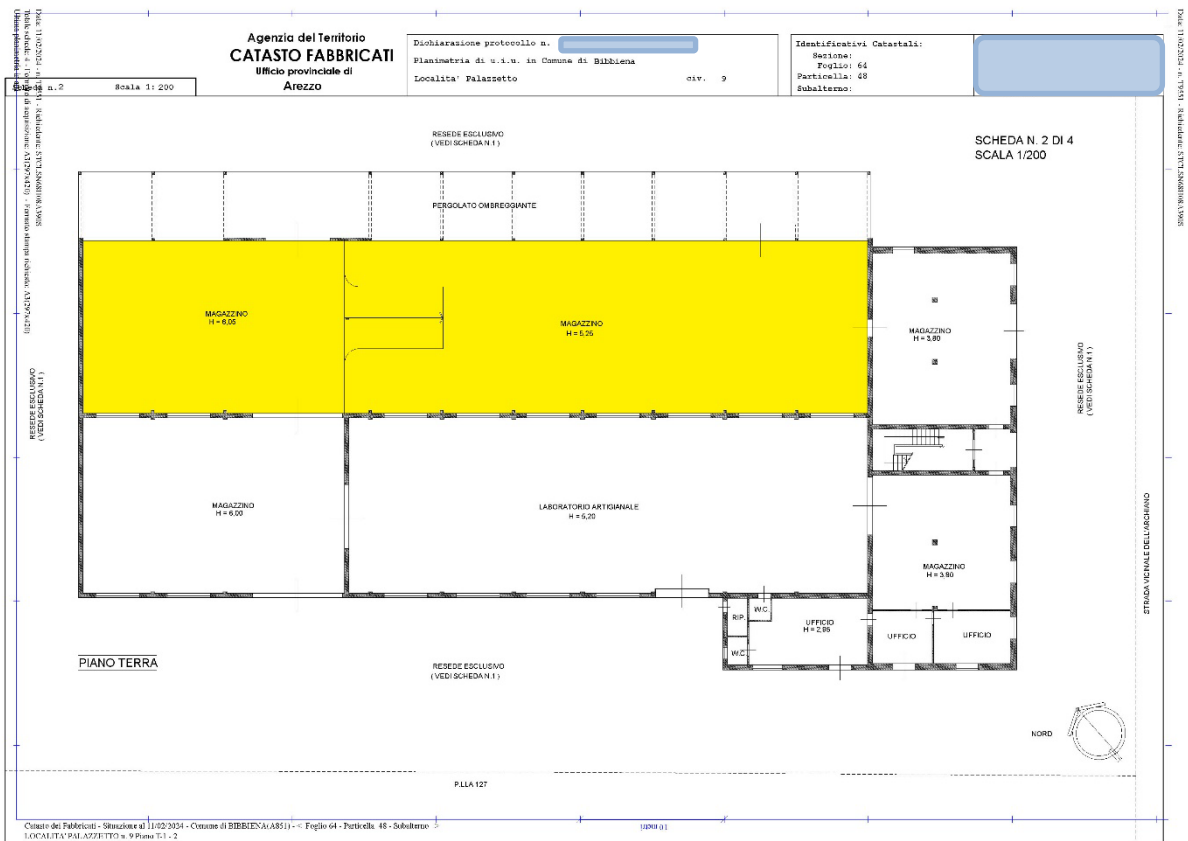 Agenzia del Territorio
CATASTO FABBRICATI
Ufficio provinciale di
Arezzo
Dichiarazione protocollo n.
Planimetria di u.i.u. in Comune di Bibbiena
Localita' Palazzetto civ. 9
Identificativi Catastali:
Sezione:
Foglio: 64
Particella: 48
Subalterno:
n.2 Scala 1: 200
SCHEDA N. 2 DI 4
SCALA 1/200
RESEDE ESCLUSIVO
( VEDI SCHEDA N.1 )
PERGOLATO OMBREGGIANTE
MAGAZZINO
H = 6,05
MAGAZZINO
H = 5,25
MAGAZZINO
H = 3,80
RESEDE ESCLUSIVO
( VEDI SCHEDA N.1 )
RESEDE ESCLUSIVO
( VEDI SCHEDA N.1 )
MAGAZZINO
H = 6,00
LABORATORIO ARTIGIANALE
H = 5,20
MAGAZZINO
H = 3,80
STRADA VICINALE DELL'ARCHIANO
RIP.
W.C.
UFFICIO
H = 2,86
UFFICIO
UFFICIO
W.C.
PIANO TERRA
RESEDE ESCLUSIVO
( VEDI SCHEDA N.1 )
NORD
P.LLA 127
Catasto dei Fabbricati - Situazione al 11/02/2024 - Comune di BIBBIENA(A851) - < Foglio 64 - Particella 48 - Subalterno >
LOCALITA' PALAZZETTO n. 9 Piano T-1 - 2